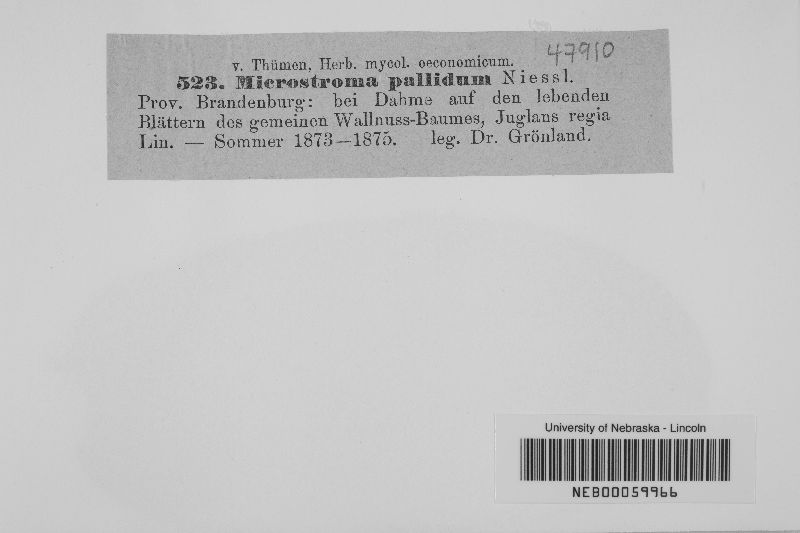 47910
v. Thümen, Herb. mycol. oeconomicum.
523. Microstroma pallidum Niessl.
Prov. Brandenburg: bei Dahme auf den lebenden
Blättern des gemeinen Wallnuss-Baumes, Juglans regia
Lin. — Sommer 1873—1875. leg. Dr. Grönland.
University of Nebraska - Lincoln
NEB00059966